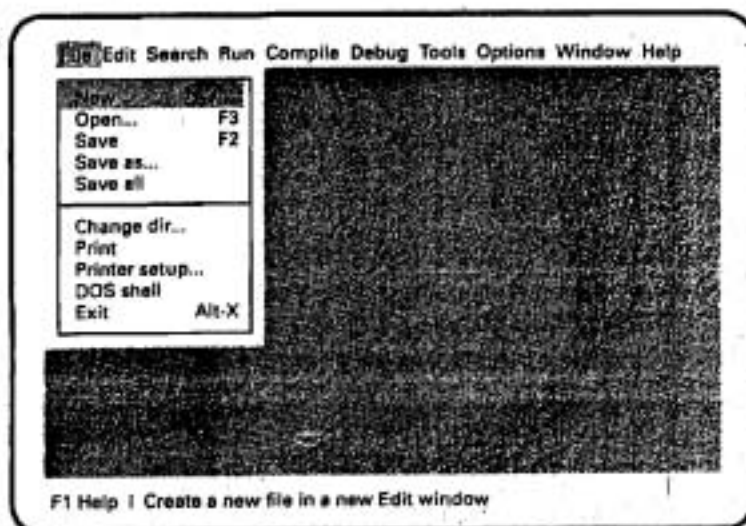 File Edit Search Run Compile Debug Tools Options Window Help
New
Open... F3
Save F2
Save as...
Save all
Change dir...
Print
Printer setup...
DOS shell
Exit Alt-X
F1 Help | Create a new file in a new Edit window